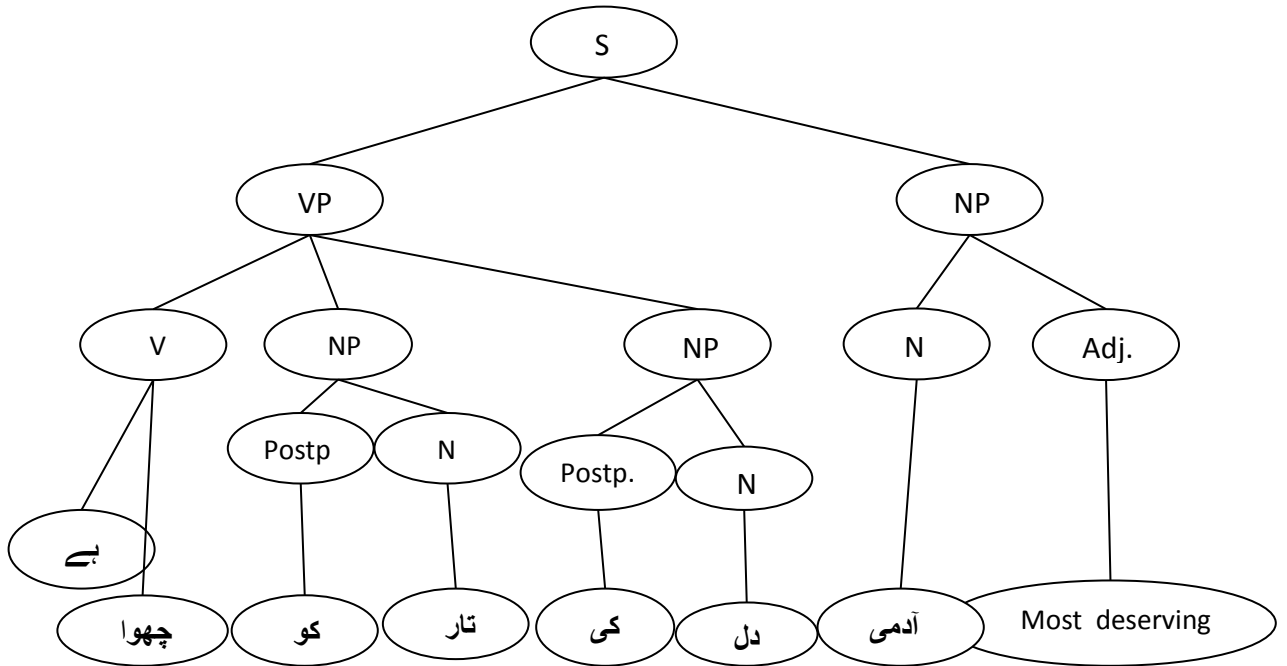 S
VP NP
V NP NP N Adj.
Postp N Postp. N
ہے
چھوا کو تار کی دل آدمی Most deserving